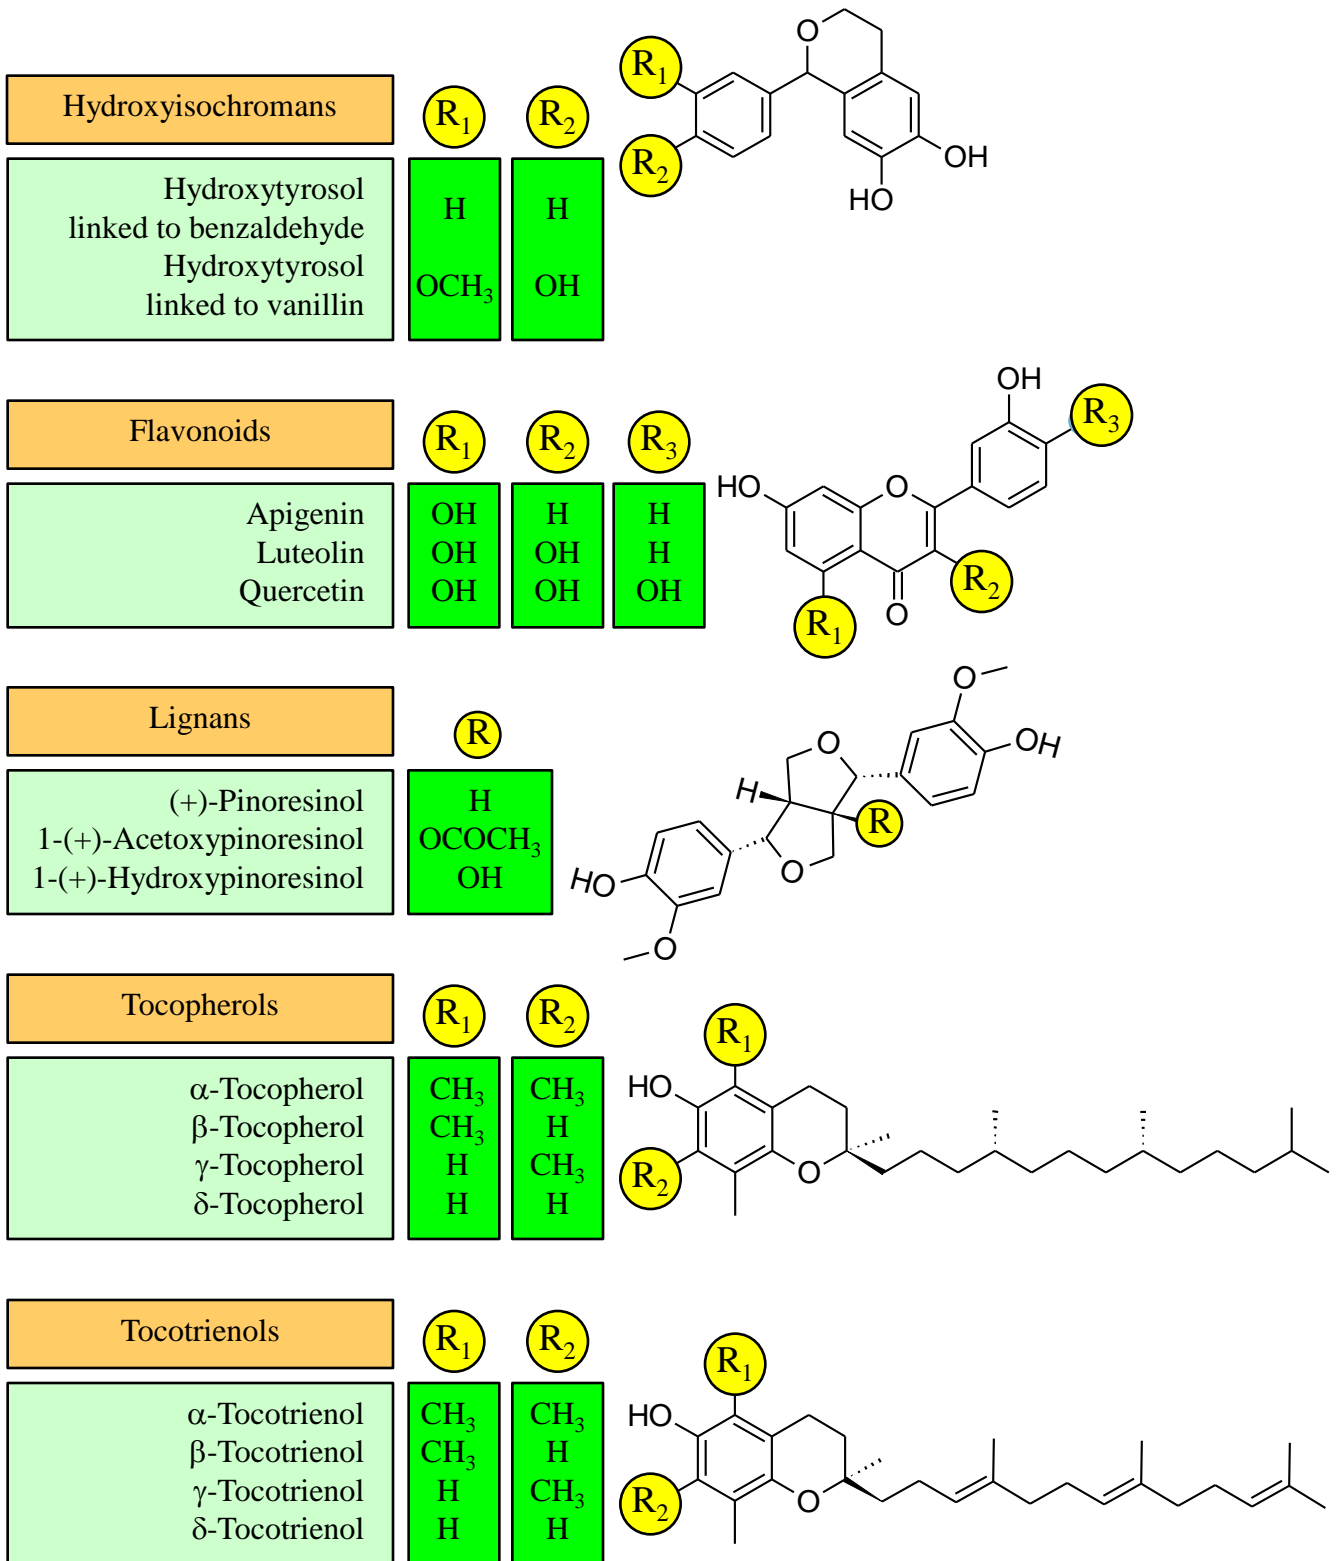 Hydroxyisochromans R₁ R₂
Hydroxytyrosol
linked to benzaldehyde H H
Hydroxytyrosol
linked to vanillin OCH₃ OH
O
R₁
R₂
OH
HO
Flavonoids R₁ R₂ R₃
Apigenin OH H H
Luteolin OH OH H
Quercetin OH OH OH
OH
R₃
HO
O
R₂
O
R₁
Lignans R
(+)-Pinoresinol H
1-(+)-Acetoxypinoresinol OCOCH₃
1-(+)-Hydroxypinoresinol OH
O
OH
O
H
R
O
HO
O
Tocopherols R₁ R₂
α-Tocopherol CH₃ CH₃
β-Tocopherol CH₃ H
γ-Tocopherol H CH₃
δ-Tocopherol H H
R₁
HO
R₂
O
Tocotrienols R₁ R₂
α-Tocotrienol CH₃ CH₃
β-Tocotrienol CH₃ H
γ-Tocotrienol H CH₃
δ-Tocotrienol H H
R₁
HO
R₂
O